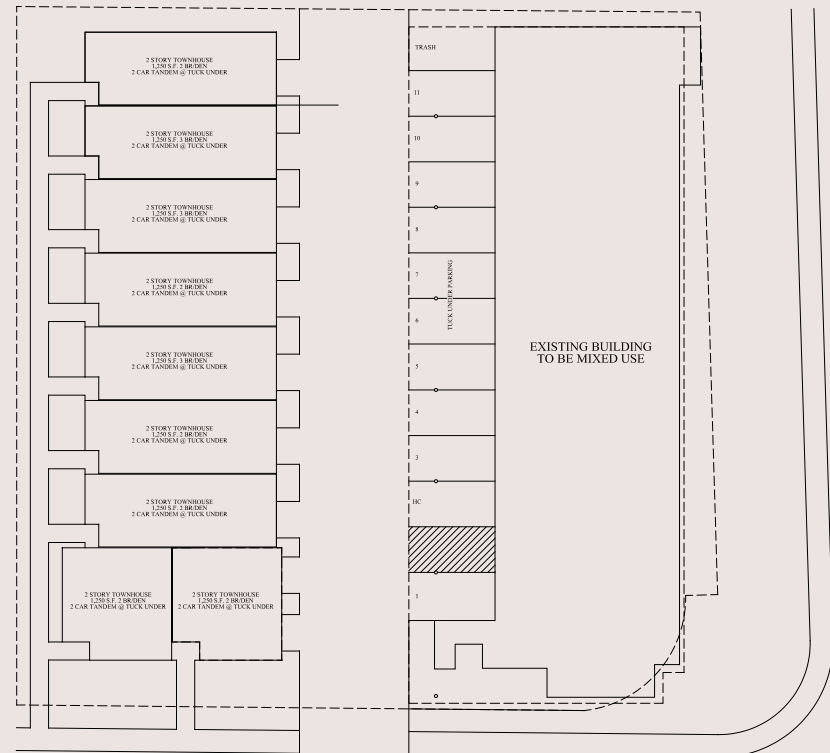 2 STORY TOWNHOUSE
1,250 S.F. 2 BR/DEN
2 CAR TANDEM @ TUCK UNDER
2 STORY TOWNHOUSE
1,250 S.F. 3 BR/DEN
2 CAR TANDEM @ TUCK UNDER
2 STORY TOWNHOUSE
1,250 S.F. 3 BR/DEN
2 CAR TANDEM @ TUCK UNDER
2 STORY TOWNHOUSE
1,250 S.F. 2 BR/DEN
2 CAR TANDEM @ TUCK UNDER
2 STORY TOWNHOUSE
1,250 S.F. 3 BR/DEN
2 CAR TANDEM @ TUCK UNDER
2 STORY TOWNHOUSE
1,250 S.F. 2 BR/DEN
2 CAR TANDEM @ TUCK UNDER
2 STORY TOWNHOUSE
1,250 S.F. 2 BR/DEN
2 CAR TANDEM @ TUCK UNDER
2 STORY TOWNHOUSE
1,250 S.F. 2 BR/DEN
2 CAR TANDEM @ TUCK UNDER
2 STORY TOWNHOUSE
1,250 S.F. 2 BR/DEN
2 CAR TANDEM @ TUCK UNDER
TRASH
11
10
9
8
7
6
5
4
3
HC
1
TUCK UNDER PARKING
EXISTING BUILDING
TO BE MIXED USE